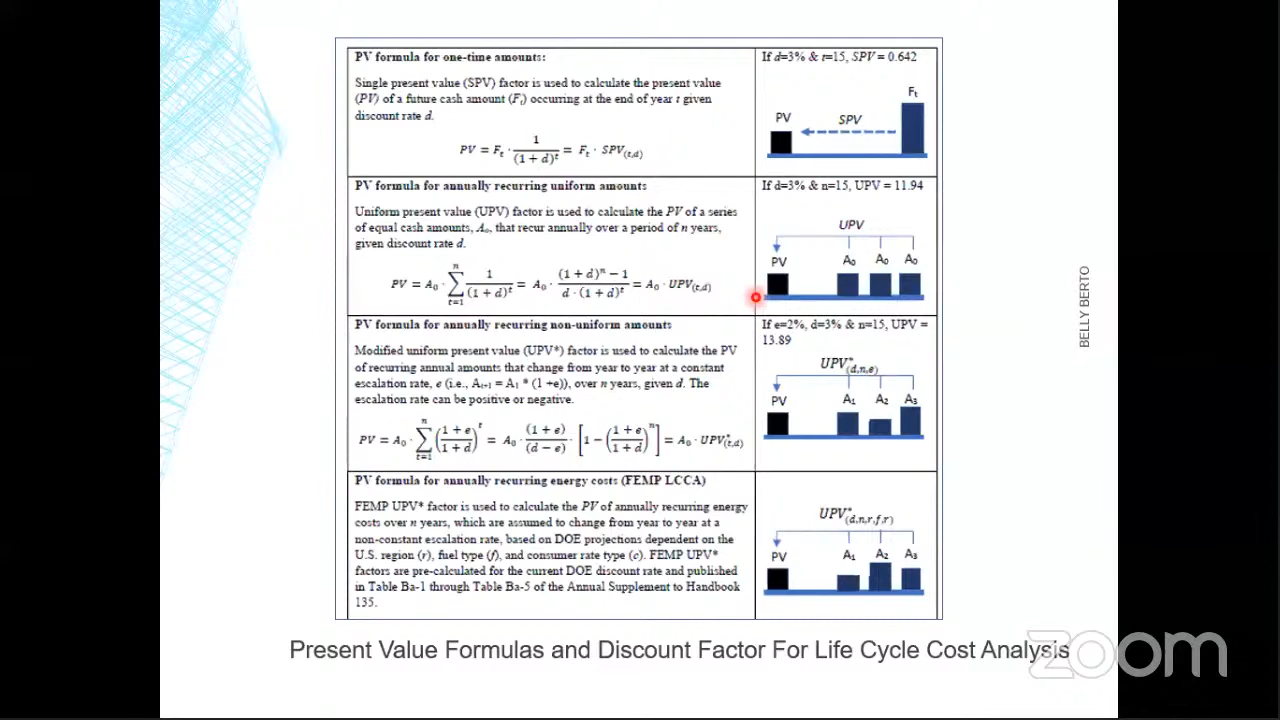 PV formula for one-time amounts:
Single present value (SPV) factor is used to calculate the present value
(PV) of a future cash amount (Fₜ) occurring at the end of year t given
discount rate d.
PV = Fₜ · 1/(1 + d)ᵗ = Fₜ · SPV(t,d)
If d=3% & t=15, SPV = 0.642
Fₜ
PV
SPV
PV formula for annually recurring uniform amounts
Uniform present value (UPV) factor is used to calculate the PV of a series
of equal cash amounts, A₀, that recur annually over a period of n years,
given discount rate d.
PV = A₀ · ∑ₜ₌₁ⁿ 1/(1 + d)ᵗ = A₀ · ((1 + d)ⁿ − 1)/(d · (1 + d)ᵗ) = A₀ · UPV(t,d)
If d=3% & n=15, UPV = 11.94
UPV
PV A₀ A₀ A₀
PV formula for annually recurring non-uniform amounts
Modified uniform present value (UPV*) factor is used to calculate the PV
of recurring annual amounts that change from year to year at a constant
escalation rate, e (i.e., Aₜ₊₁ = A₁ * (1 +e)), over n years, given d. The
escalation rate can be positive or negative.
PV = A₀ · ∑ₜ₌₁ⁿ ((1 + e)/(1 + d))ᵗ = A₀ · (1 + e)/(d − e) · [1 − ((1 + e)/(1 + d))ⁿ] = A₀ · UPV*(t,d)
If e=2%, d=3% & n=15, UPV =
13.89
UPV*(d,n,e)
PV A₁ A₂ A₃
PV formula for annually recurring energy costs (FEMP LCCA)
FEMP UPV* factor is used to calculate the PV of annually recurring energy
costs over n years, which are assumed to change from year to year at a
non-constant escalation rate, based on DOE projections dependent on the
U.S. region (r), fuel type (f), and consumer rate type (c). FEMP UPV*
factors are pre-calculated for the current DOE discount rate and published
in Table Ba-1 through Table Ba-5 of the Annual Supplement to Handbook
135.
UPV*(d,n,r,f,r)
PV A₁ A₂ A₃
Present Value Formulas and Discount Factor For Life Cycle Cost Analysis
BELLY BERTO
zoom